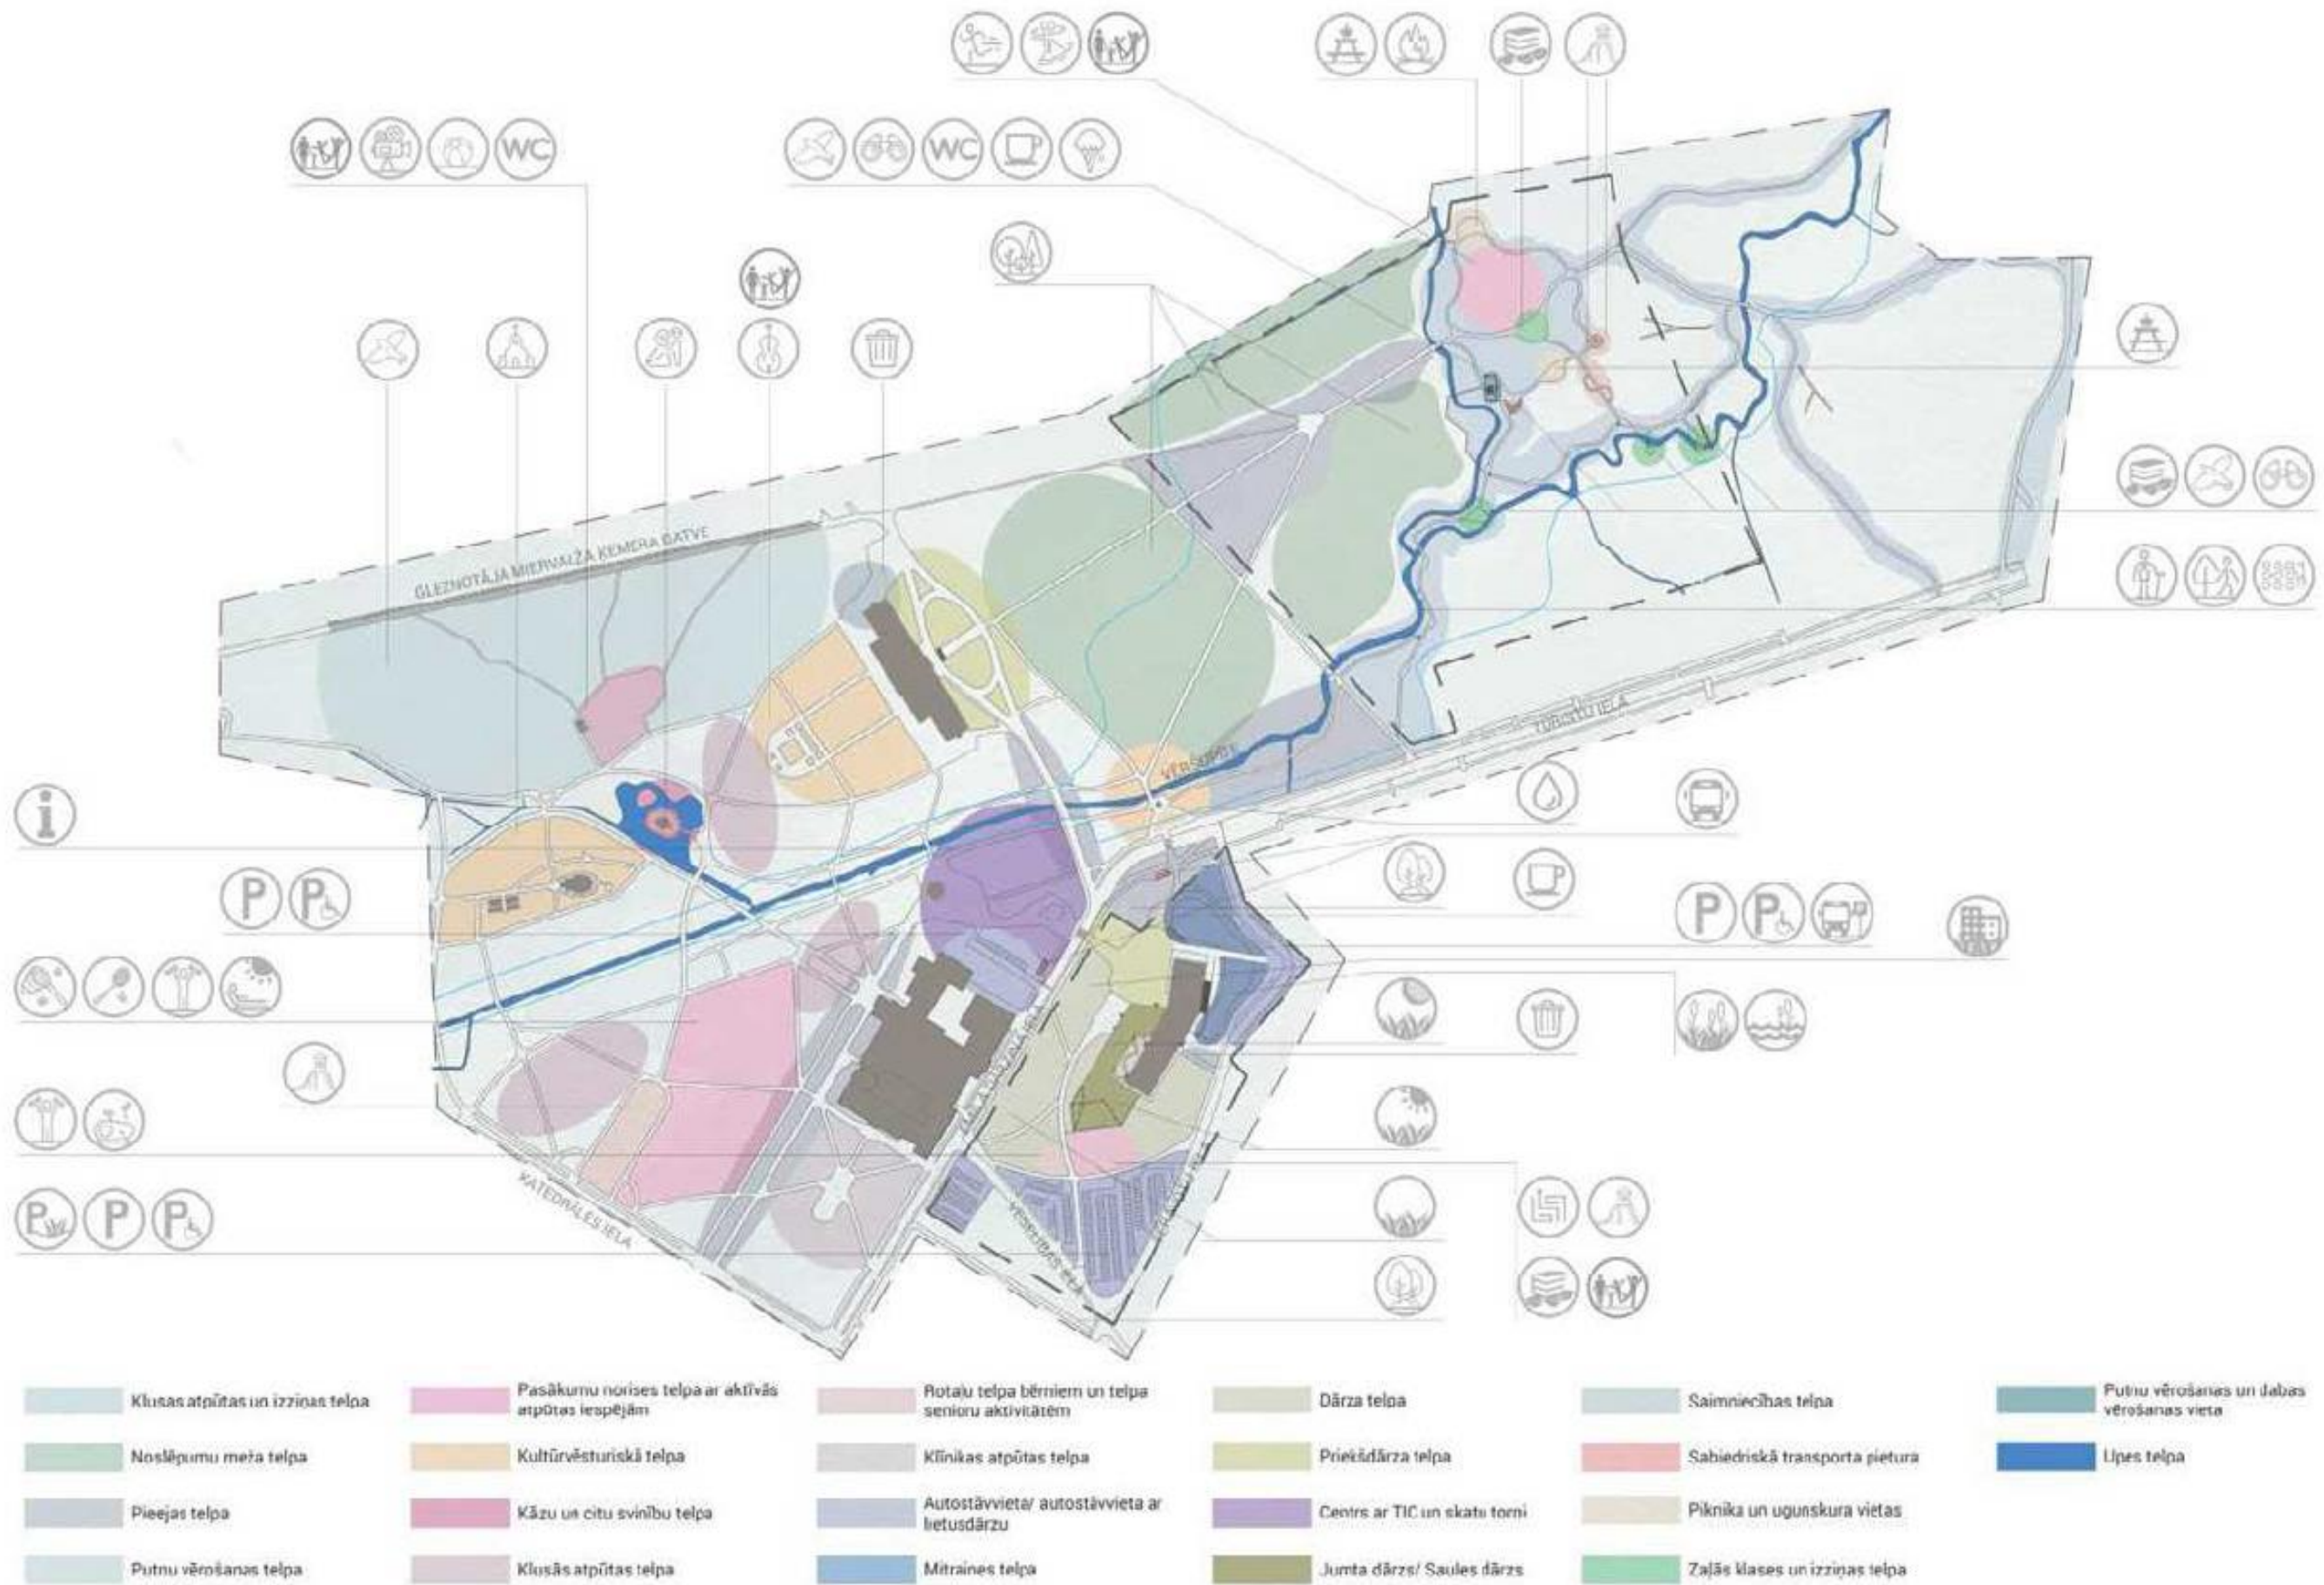 WC
WC
GLEZNOTĀJA MIERVALŽA ĶEMERA GATVE
TŪRISTU IELA
VĒRŠUPĪTE
i
P P
P P
P P P
KATEDRĀLES IELA
Klusas atpūtas un izziņas telpa
Noslēpumu meža telpa
Pieejas telpa
Putnu vērošanas telpa
Pasākumu norises telpa ar aktīvās
atpūtas iespējām
Kultūrvēsturiskā telpa
Kāzu un citu svinību telpa
Klusās atpūtas telpa
Rotaļu telpa bērniem un telpa
senioru aktivitātēm
Klīnikas atpūtas telpa
Autostāvvieta/ autostāvvieta ar
lietusdārzu
Mitraines telpa
Dārza telpa
Priekšdārza telpa
Centrs ar TIC un skatu torni
Jumta dārzs/ Saules dārzs
Saimniecības telpa
Sabiedriskā transporta pietura
Piknika un ugunskura vietas
Zaļās klases un izziņas telpa
Putnu vērošanas un dabas
vērošanas vieta
Upes telpa